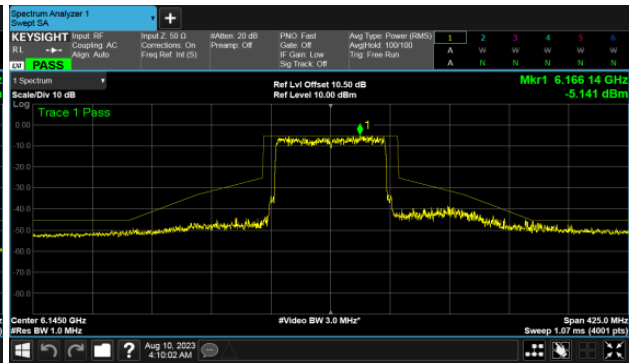 Spectrum Analyzer 1
Swept SA
KEYSIGHT Input: RF Input Z: 50 Ω #Atten: 20 dB PNO: Fast Avg Type: Power (RMS) 1 2 3 4 5 6
RL Coupling: AC Corrections: On Preamp: Off Gate: Off Avg|Hold: 100/100 A W W W W W
Align: Auto Freq Ref: Int (S) IF Gain: Low Trig: Free Run
EXT PASS Sig Track: Off A N N N N N
1 Spectrum Ref Lvl Offset 10.50 dB Mkr1 6.166 14 GHz
Scale/Div 10 dB Ref Level 10.00 dBm -5.141 dBm
Log
Trace 1 Pass
1
0.00
-10.0
-20.0
-30.0
-40.0
-50.0
-60.0
-80.0
Center 6.1450 GHz #Video BW 3.0 MHz* Span 425.0 MHz
#Res BW 1.0 MHz Sweep 1.07 ms (4001 pts)
? Aug 10, 2023
4:10:02 AM